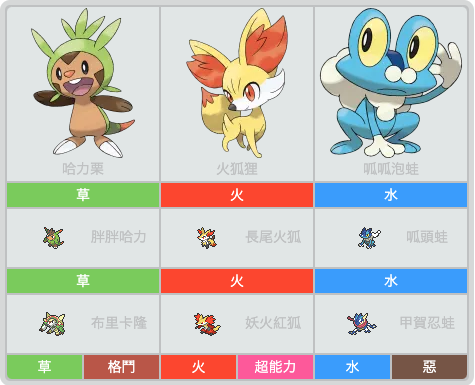 哈力栗 火狐狸 呱呱泡蛙
草 火 水
胖胖哈力 長尾火狐 呱頭蛙
草 火 水
布里卡隆 妖火紅狐 甲賀忍蛙
草 格鬥 火 超能力 水 惡